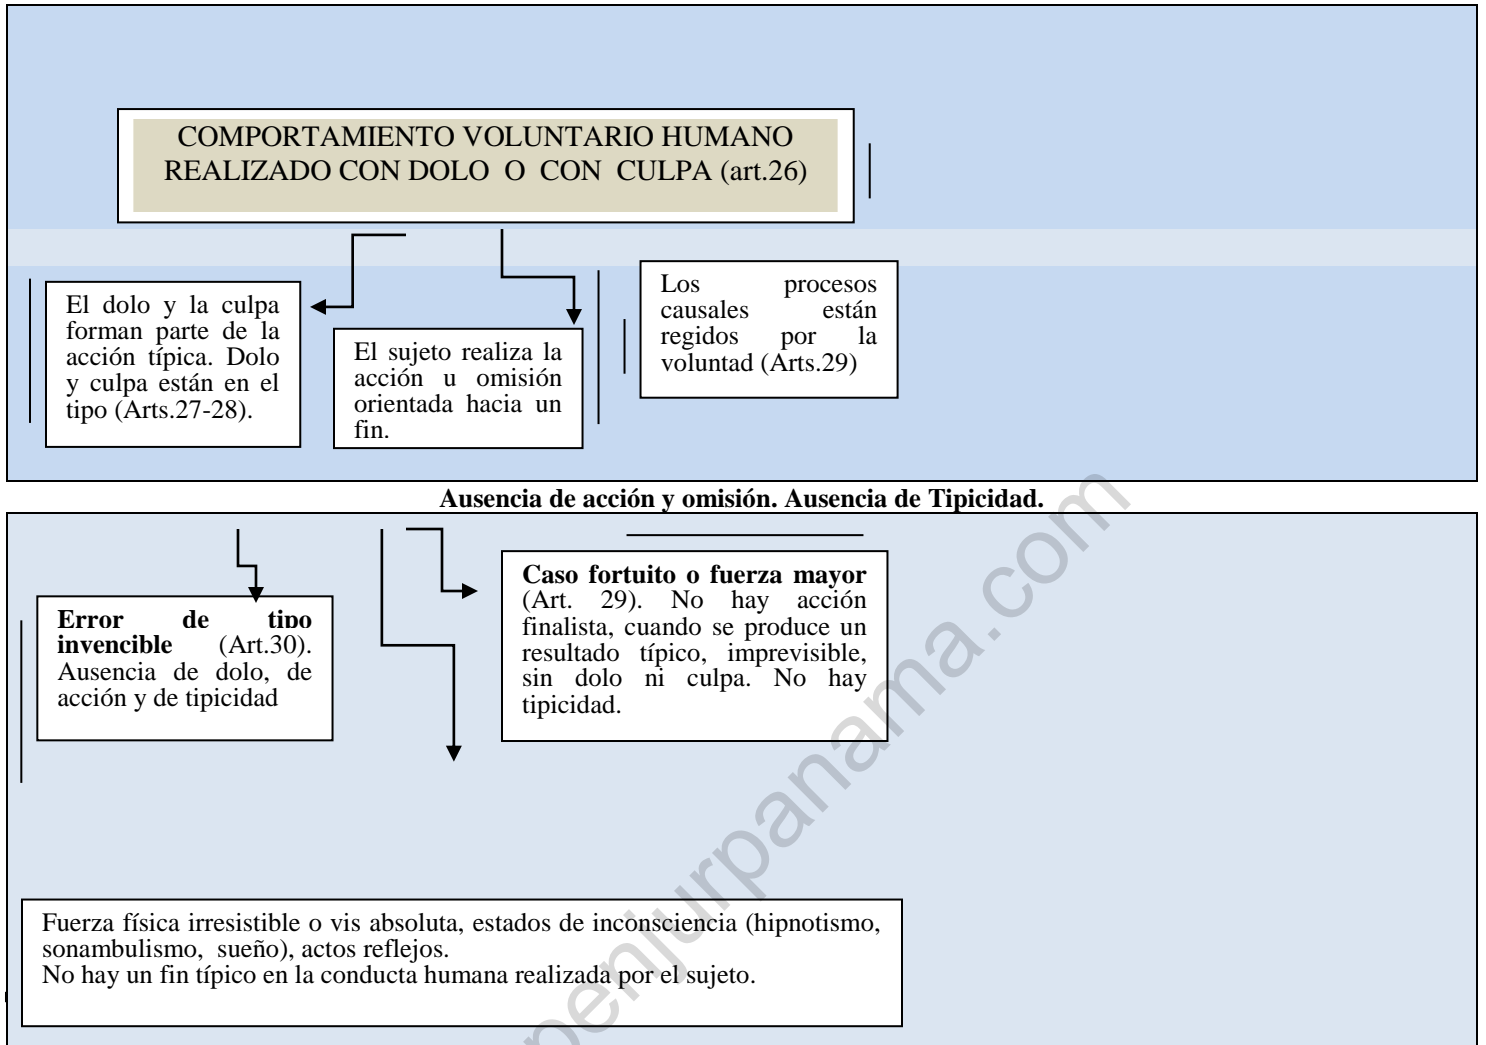 COMPORTAMIENTO VOLUNTARIO HUMANO
REALIZADO CON DOLO O CON CULPA (art.26)
El dolo y la culpa
forman parte de la
acción típica. Dolo
y culpa están en el
tipo (Arts.27-28).
El sujeto realiza la
acción u omisión
orientada hacia un
fin.
Los procesos
causales están
regidos por la
voluntad (Arts.29)
Ausencia de acción y omisión. Ausencia de Tipicidad.
Error de tipo
invencible (Art.30).
Ausencia de dolo, de
acción y de tipicidad
Caso fortuito o fuerza mayor
(Art. 29). No hay acción
finalista, cuando se produce un
resultado típico, imprevisible,
sin dolo ni culpa. No hay
tipicidad.
Fuerza física irresistible o vis absoluta, estados de inconsciencia (hipnotismo,
sonambulismo, sueño), actos reflejos.
No hay un fin típico en la conducta humana realizada por el sujeto.
penjurpanama.com